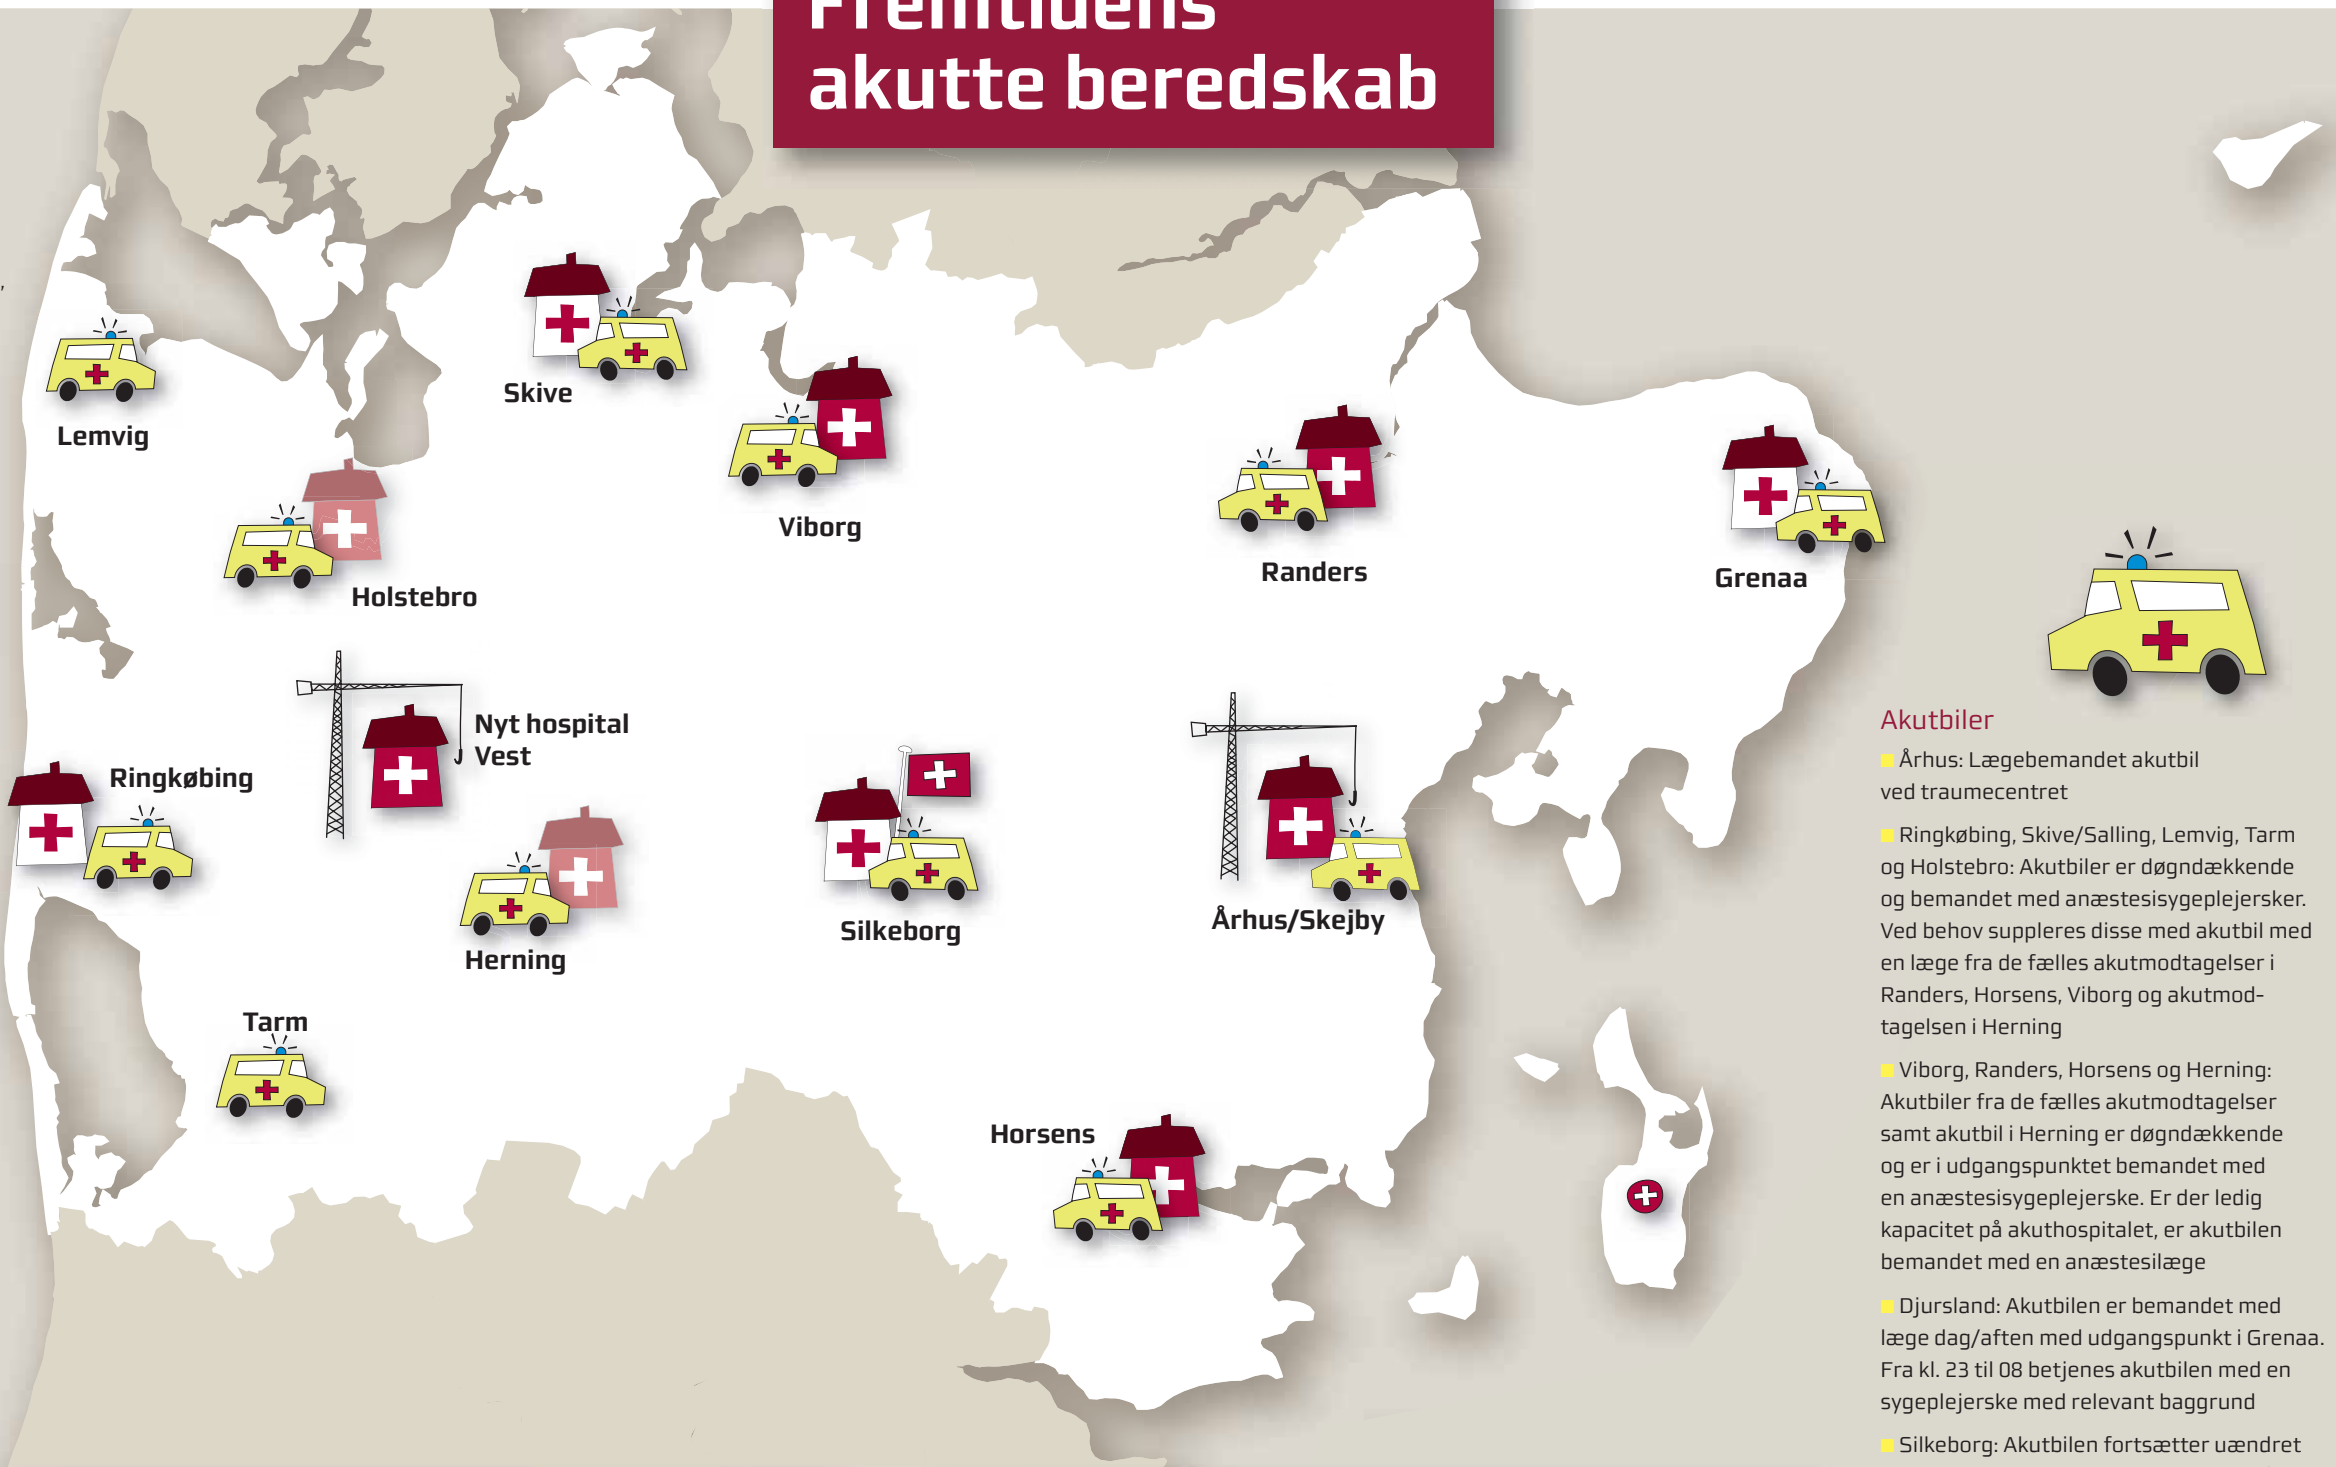 Fremtidens
akutte beredskab
Skive
Lemvig
Viborg
Randers
Grenaa
Holstebro
Nyt hospital
Vest
Ringkøbing
Silkeborg
Århus/Skejby
Herning
Tarm
Horsens
Akutbiler
Århus: Lægebemandet akutbil
ved traumecentret
Ringkøbing, Skive/Salling, Lemvig, Tarm
og Holstebro: Akutbiler er døgndækkende
og bemandet med anæstesisygeplejersker.
Ved behov suppleres disse med akutbil med
en læge fra de fælles akutmodtagelser i
Randers, Horsens, Viborg og akutmod-
tagelsen i Herning
Viborg, Randers, Horsens og Herning:
Akutbiler fra de fælles akutmodtagelser
samt akutbil i Herning er døgndækkende
og er i udgangspunktet bemandet med
en anæstesisygeplejerske. Er der ledig
kapacitet på akuthospitalet, er akutbilen
bemandet med en anæstesilæge
Djursland: Akutbilen er bemandet med
læge dag/aften med udgangspunkt i Grenaa.
Fra kl. 23 til 08 betjenes akutbilen med en
sygeplejerske med relevant baggrund
Silkeborg: Akutbilen fortsætter uændret